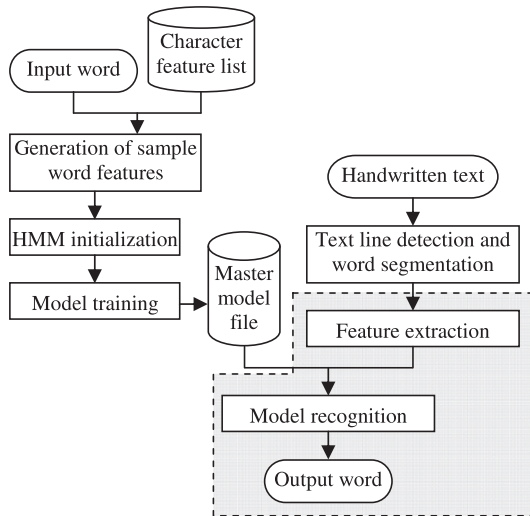 Character
feature list
Input word
Generation of sample
word features
HMM initialization
Model training
Master
model
file
Handwritten text
Text line detection and
word segmentation
Feature extraction
Model recognition
Output word